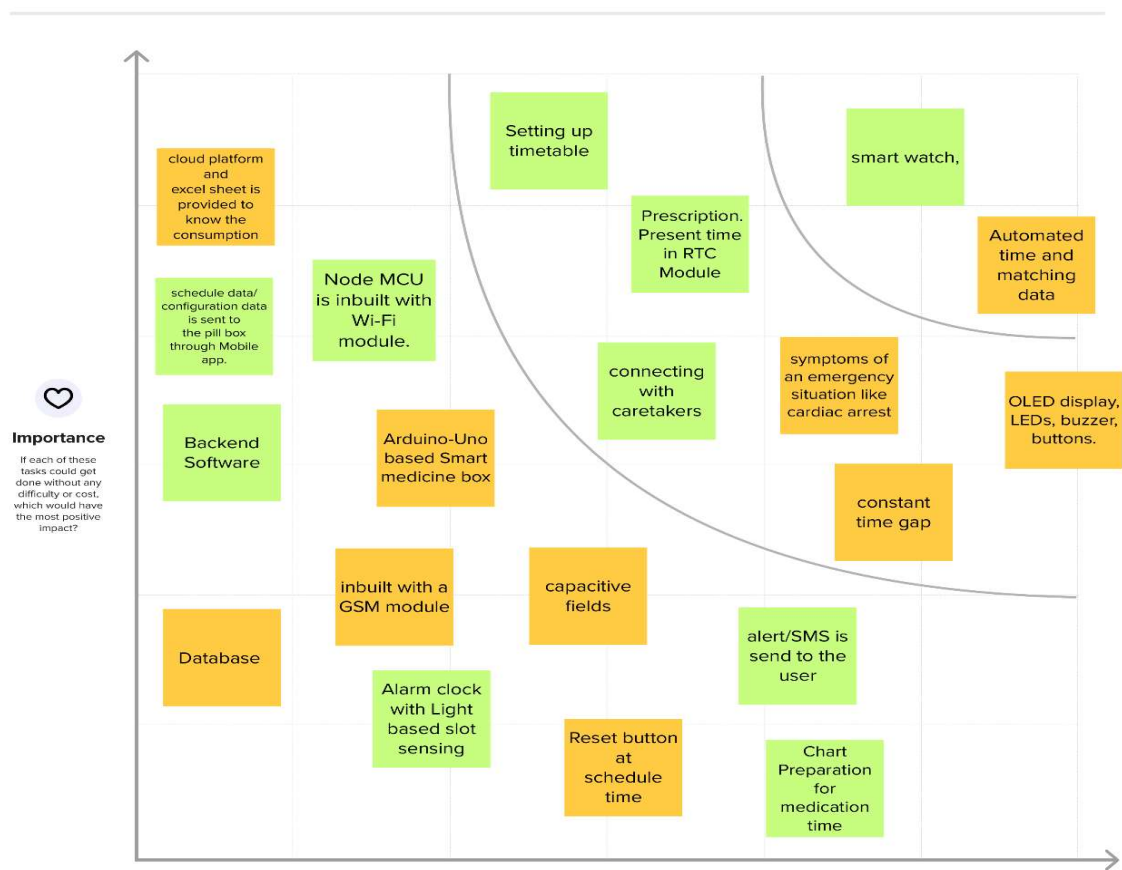 Setting up
timetable
smart watch,
cloud platform
and
excel sheet is
provided to
know the
consumption
Prescription.
Present time
in RTC
Module
Automated
time and
matching
data
schedule data/
configuration data
is sent to
the pill box
through Mobile
app.
Node MCU
is inbuilt with
Wi-Fi
module.
connecting
with
caretakers
symptoms of
an emergency
situation like
cardiac arrest
OLED display,
LEDs, buzzer,
buttons.
Importance
If each of these
tasks could get
done without any
difficulty or cost,
which would have
the most positive
impact?
Backend
Software
Arduino-Uno
based Smart
medicine box
constant
time gap
inbuilt with a
GSM module
capacitive
fields
Database
alert/SMS is
send to the
user
Alarm clock
with Light
based slot
sensing
Reset button
at
schedule
time
Chart
Preparation
for
medication
time